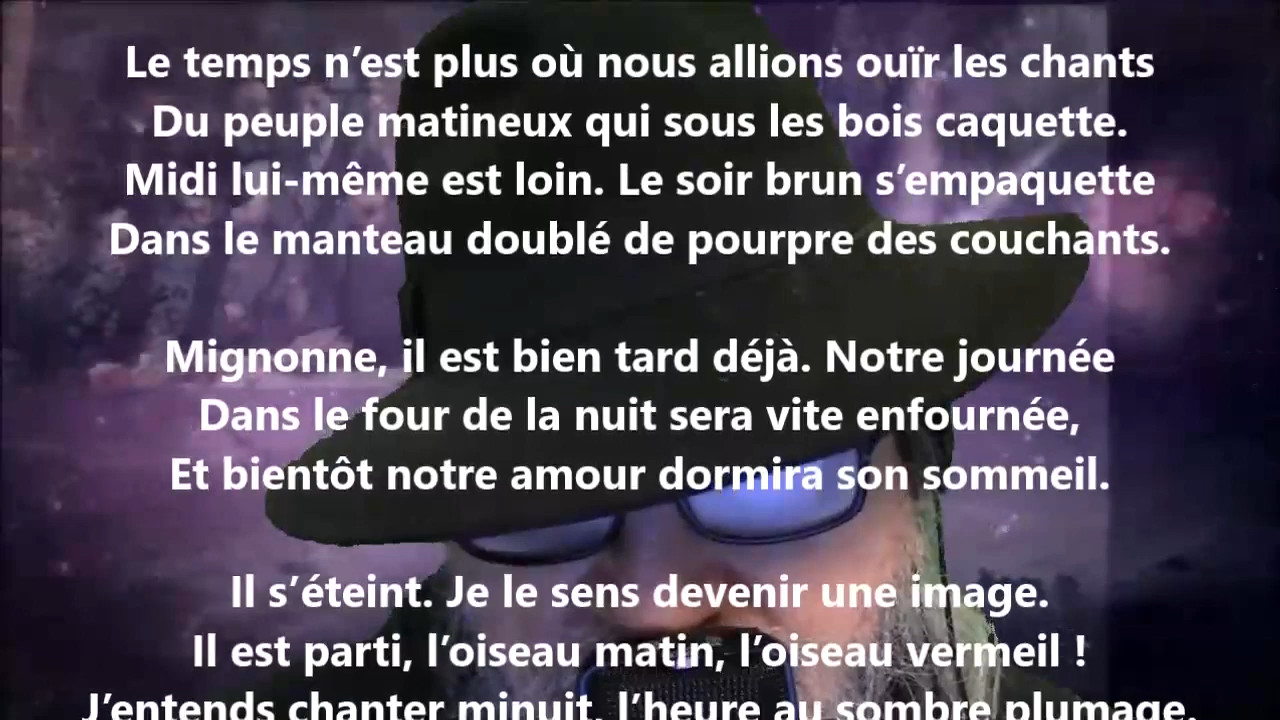 Le temps n’est plus où nous allions ouïr les chants
Du peuple matineux qui sous les bois caquette.
Midi lui-même est loin. Le soir brun s’empaquette
Dans le manteau doublé de pourpre des couchants.
Mignonne, il est bien tard déjà. Notre journée
Dans le four de la nuit sera vite enfournée,
Et bientôt notre amour dormira son sommeil.
Il s’éteint. Je le sens devenir une image.
Il est parti, l’oiseau matin, l’oiseau vermeil !
J’entends chanter minuit, l’heure au sombre plumage,